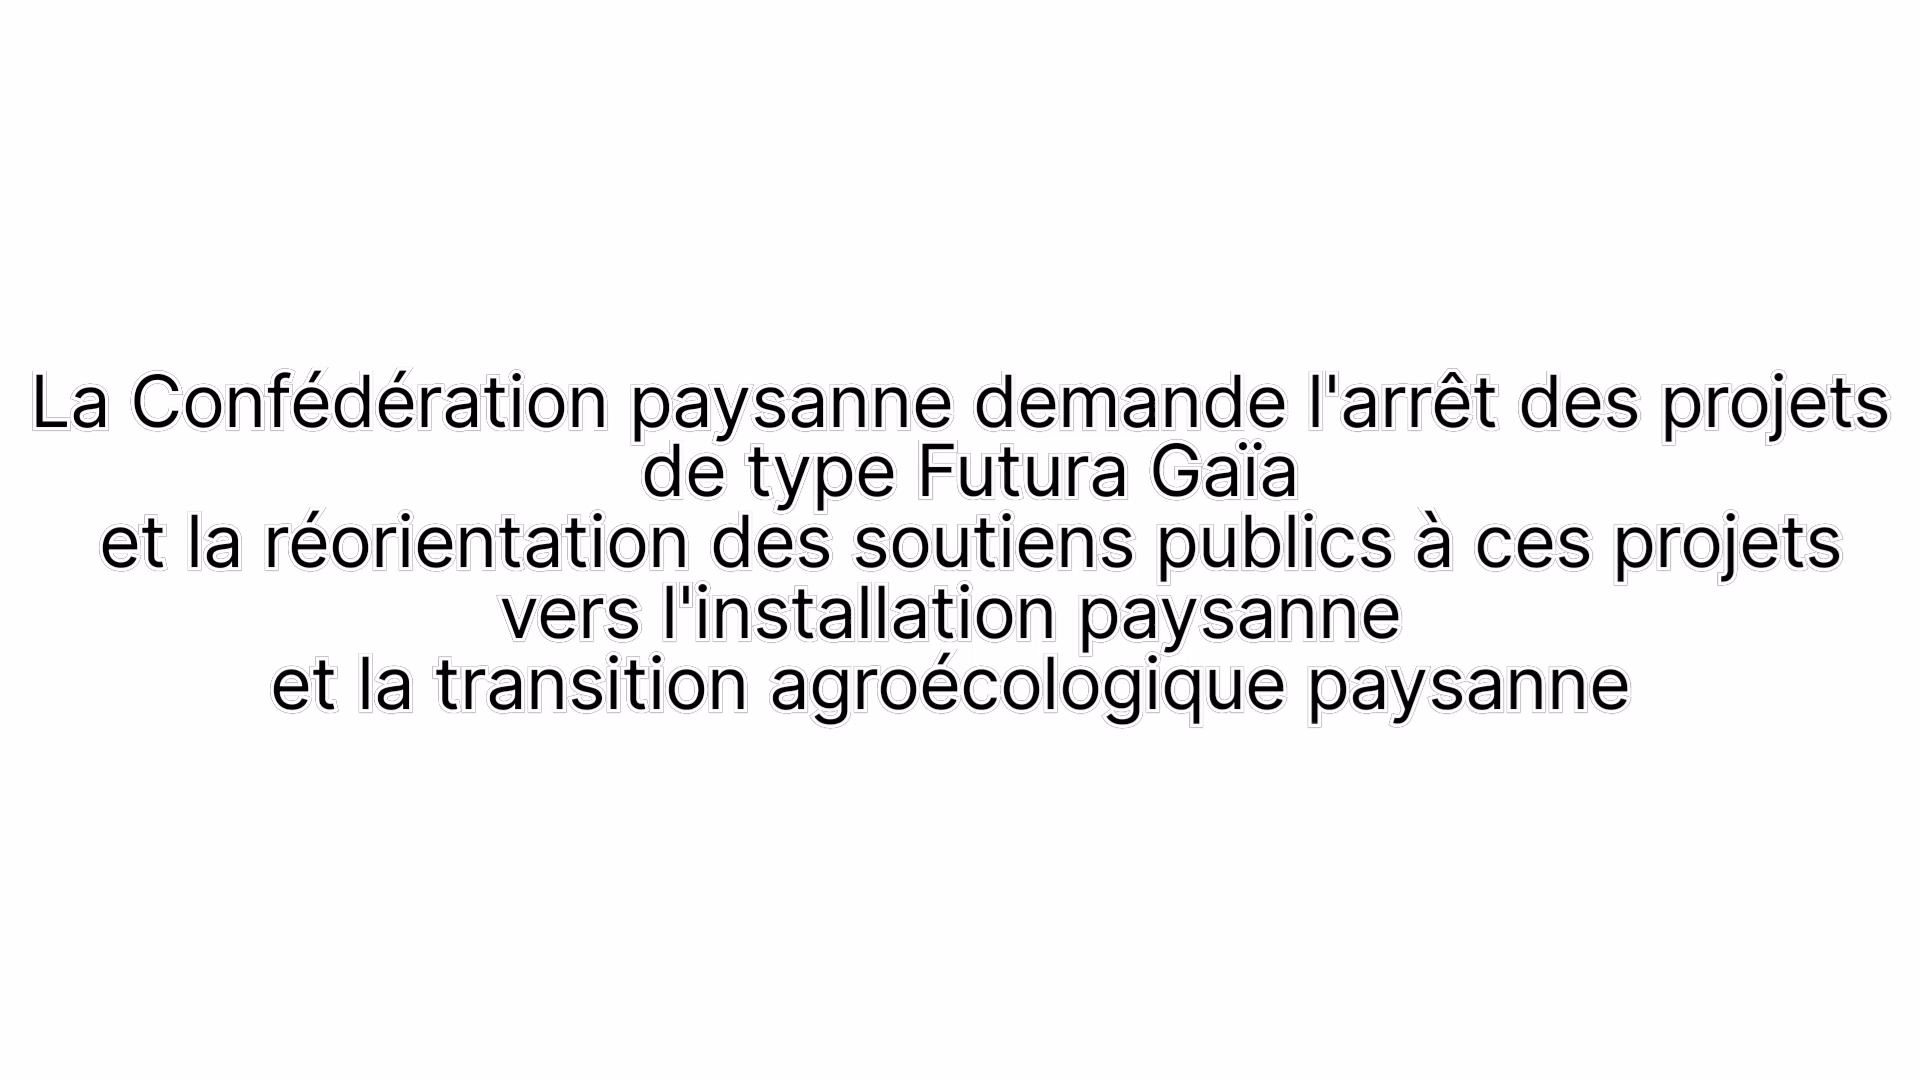 La Confédération paysanne demande l'arrêt des projets
de type Futura Gaïa
et la réorientation des soutiens publics à ces projets
vers l'installation paysanne
et la transition agroécologique paysanne